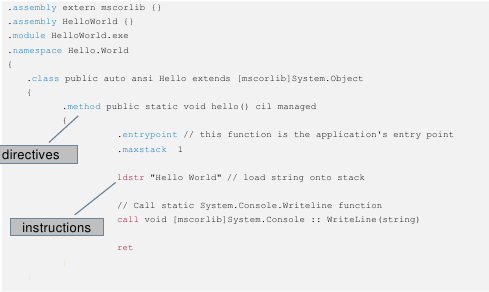 .assembly extern mscorlib {}
.assembly HelloWorld {}
.module HelloWorld.exe
.namespace Hello.World
{
.class public auto ansi Hello extends [mscorlib]System.Object
{
.method public static void hello() cil managed
{
.entrypoint // this function is the application's entry point
.maxstack 1
directives
ldstr "Hello World" // load string onto stack
// Call static System.Console.Writeline function
call void [mscorlib]System.Console :: WriteLine(string)
instructions
ret
}
}